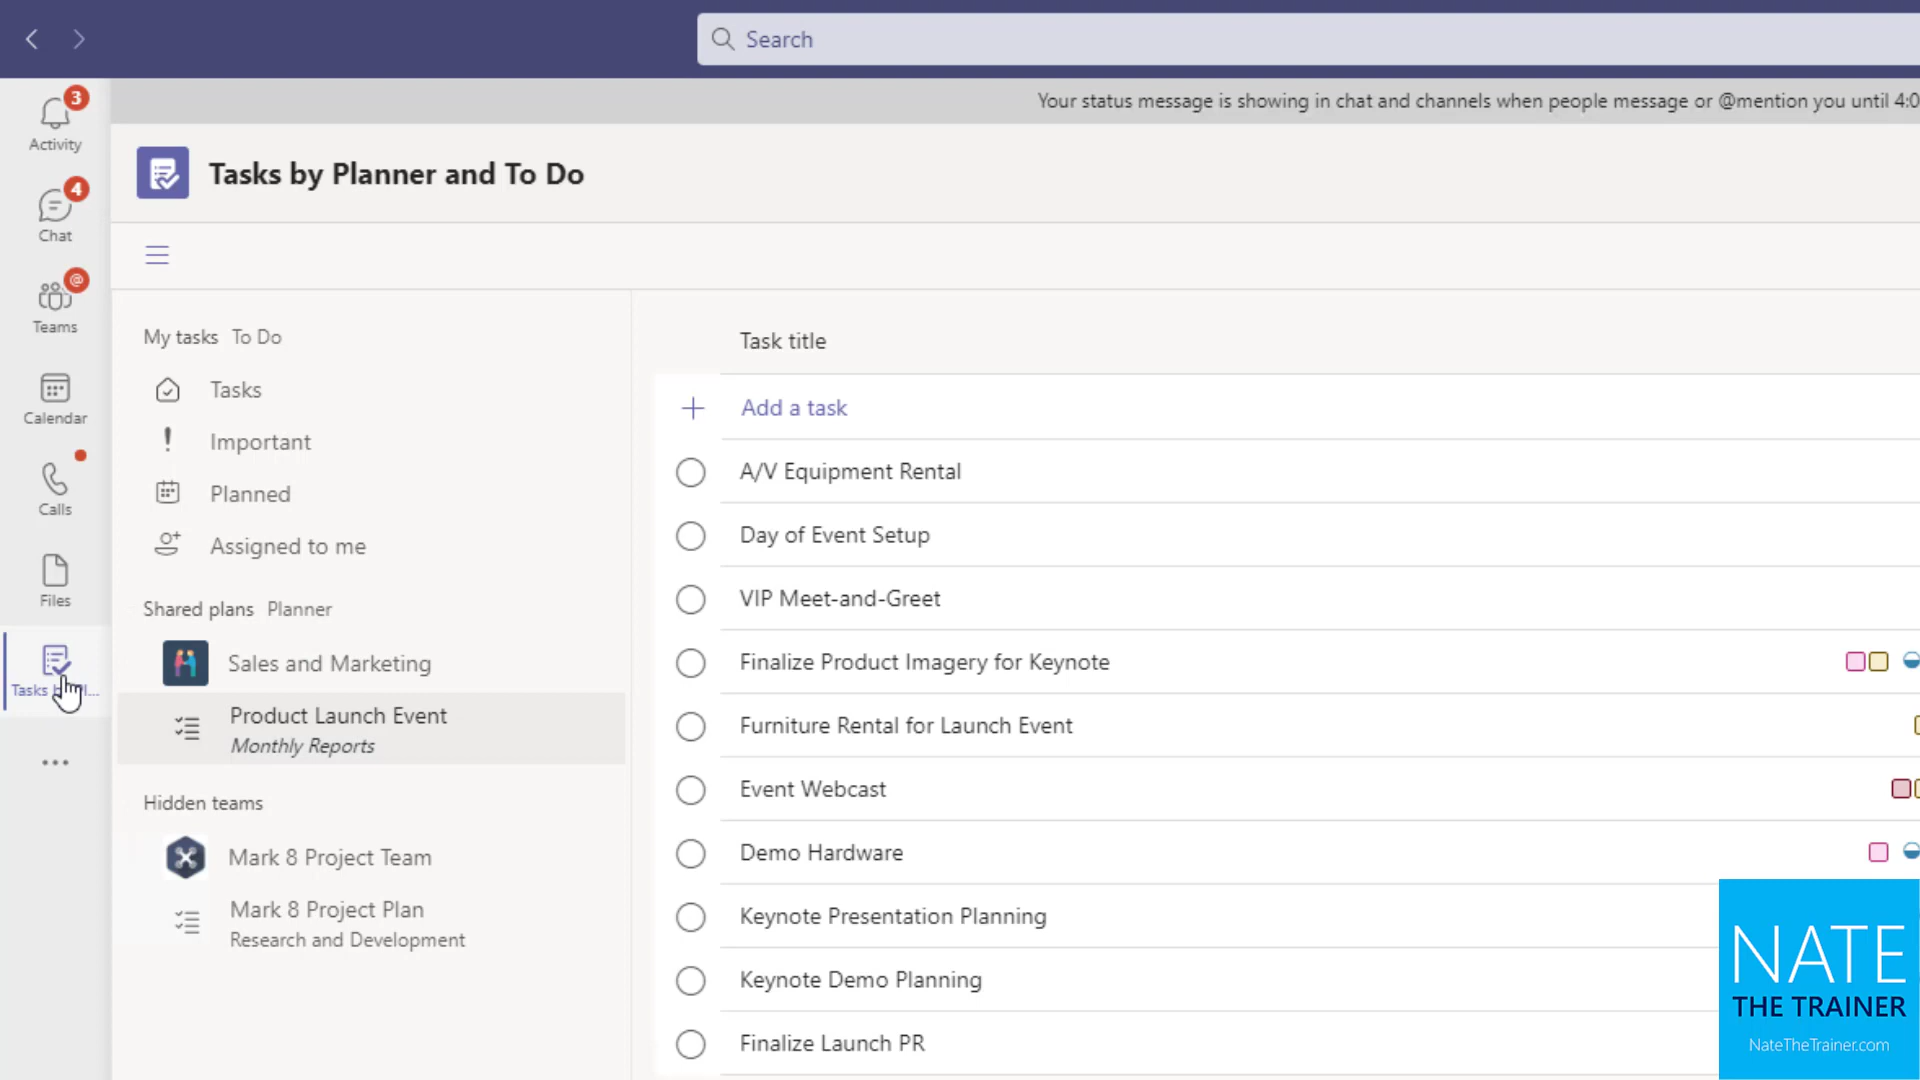 Search
3
Activity
4
Chat
@
Teams
Calendar
Calls
Files
Tasks
Your status message is showing in chat and channels when people message or @mention you until 4:0
Tasks by Planner and To Do
My tasks To Do
Tasks
Important
Planned
Assigned to me
Shared plans Planner
Sales and Marketing
Product Launch Event
Monthly Reports
Hidden teams
Mark 8 Project Team
Mark 8 Project Plan
Research and Development
Task title
Add a task
A/V Equipment Rental
Day of Event Setup
VIP Meet-and-Greet
Finalize Product Imagery for Keynote
Furniture Rental for Launch Event
Event Webcast
Demo Hardware
Keynote Presentation Planning
Keynote Demo Planning
Finalize Launch PR
NATE
THE TRAINER
NateTheTrainer.com